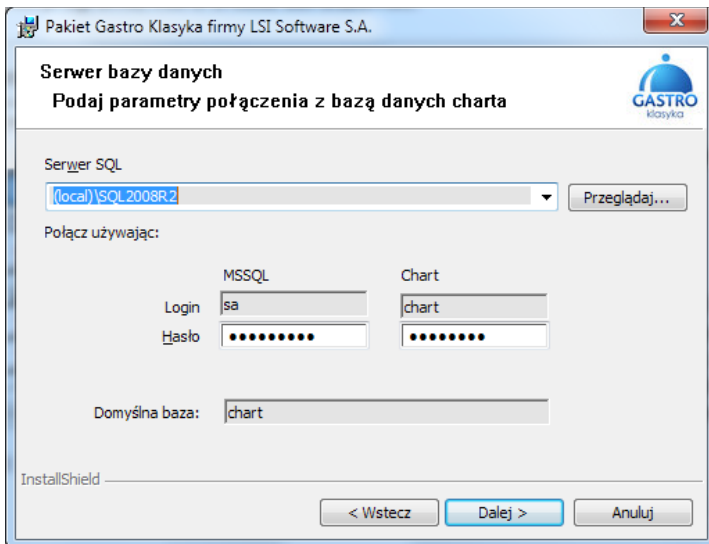 Pakiet Gastro Klasyka firmy LSI Software S.A.
Serwer bazy danych
Podaj parametry połączenia z bazą danych charta
GASTRO
klasyka
Serwer SQL
(local)\SQL2008R2
Przeglądaj...
Połącz używając:
MSSQL Chart
Login sa chart
Hasło ●●●●●●●●● ●●●●●●●●
Domyślna baza: chart
InstallShield
< Wstecz Dalej > Anuluj